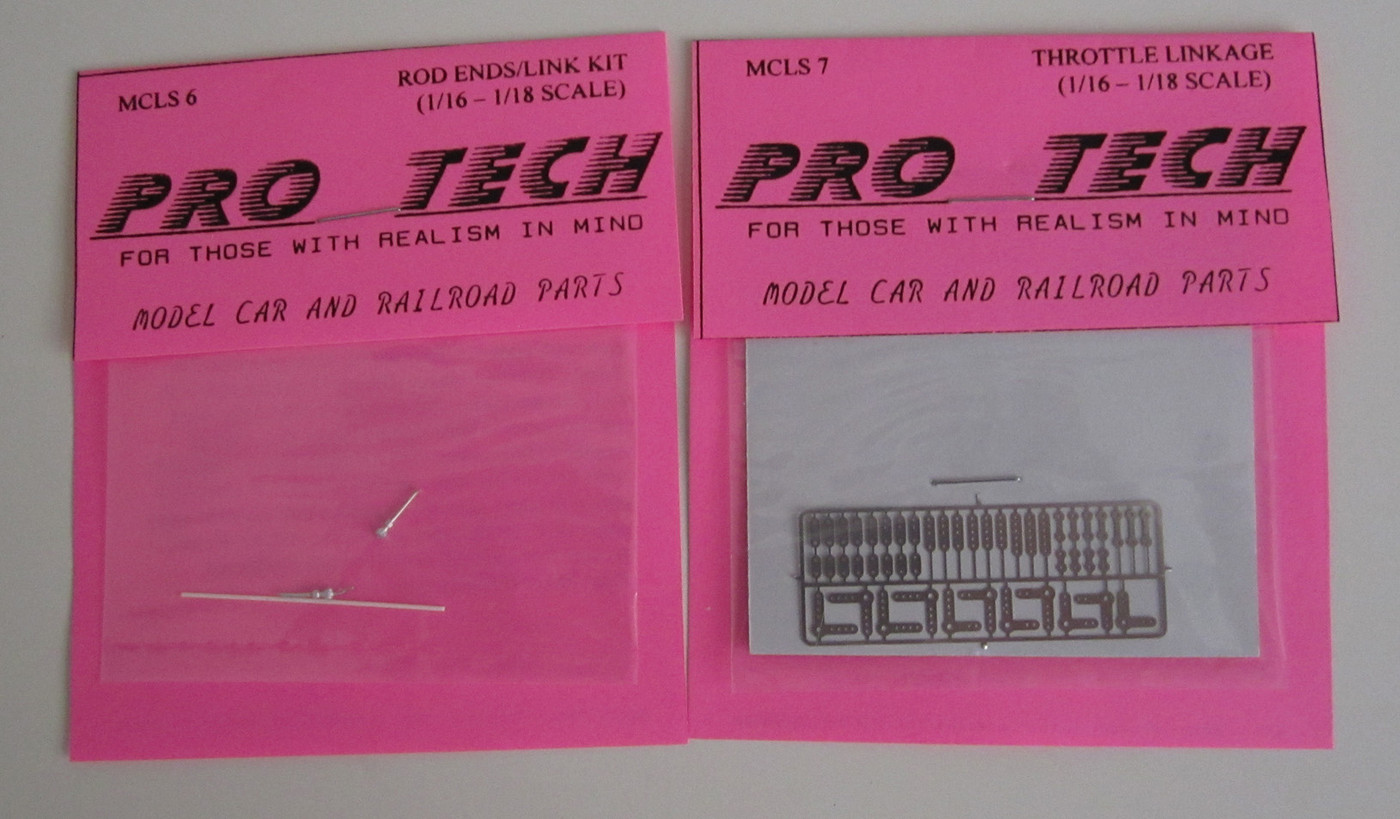 MCLS 6
ROD ENDS/LINK KIT
(1/16 – 1/18 SCALE)
PRO TECH
FOR THOSE WITH REALISM IN MIND
MODEL CAR AND RAILROAD PARTS
MCLS 7
THROTTLE LINKAGE
(1/16 – 1/18 SCALE)
PRO TECH
FOR THOSE WITH REALISM IN MIND
MODEL CAR AND RAILROAD PARTS